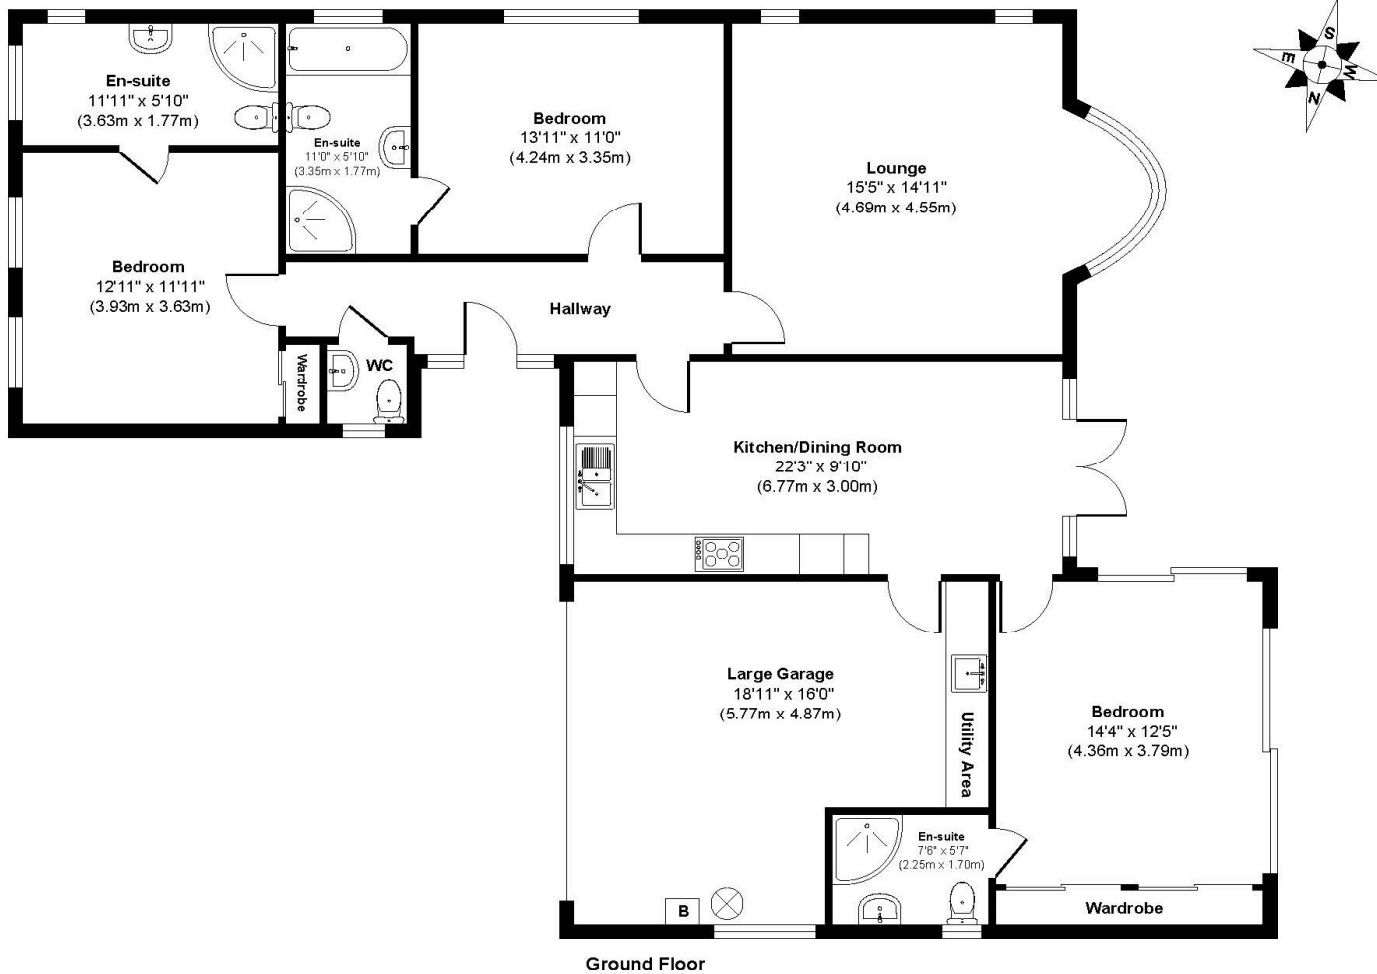 En-suite
11'11" x 5'10"
(3.63m x 1.77m)
En-suite
11'0" x 5'10"
(3.35m x 1.77m)
Bedroom
13'11" x 11'0"
(4.24m x 3.35m)
Lounge
15'5" x 14'11"
(4.69m x 4.55m)
S
E
W
N
Bedroom
12'11" x 11'11"
(3.93m x 3.63m)
Hallway
Wardrobe
WC
Kitchen/Dining Room
22'3" x 9'10"
(6.77m x 3.00m)
Large Garage
18'11" x 16'0"
(5.77m x 4.87m)
Utility Area
Bedroom
14'4" x 12'5"
(4.36m x 3.79m)
En-suite
7'6" x 5'7"
(2.25m x 1.70m)
B
Wardrobe
Ground Floor